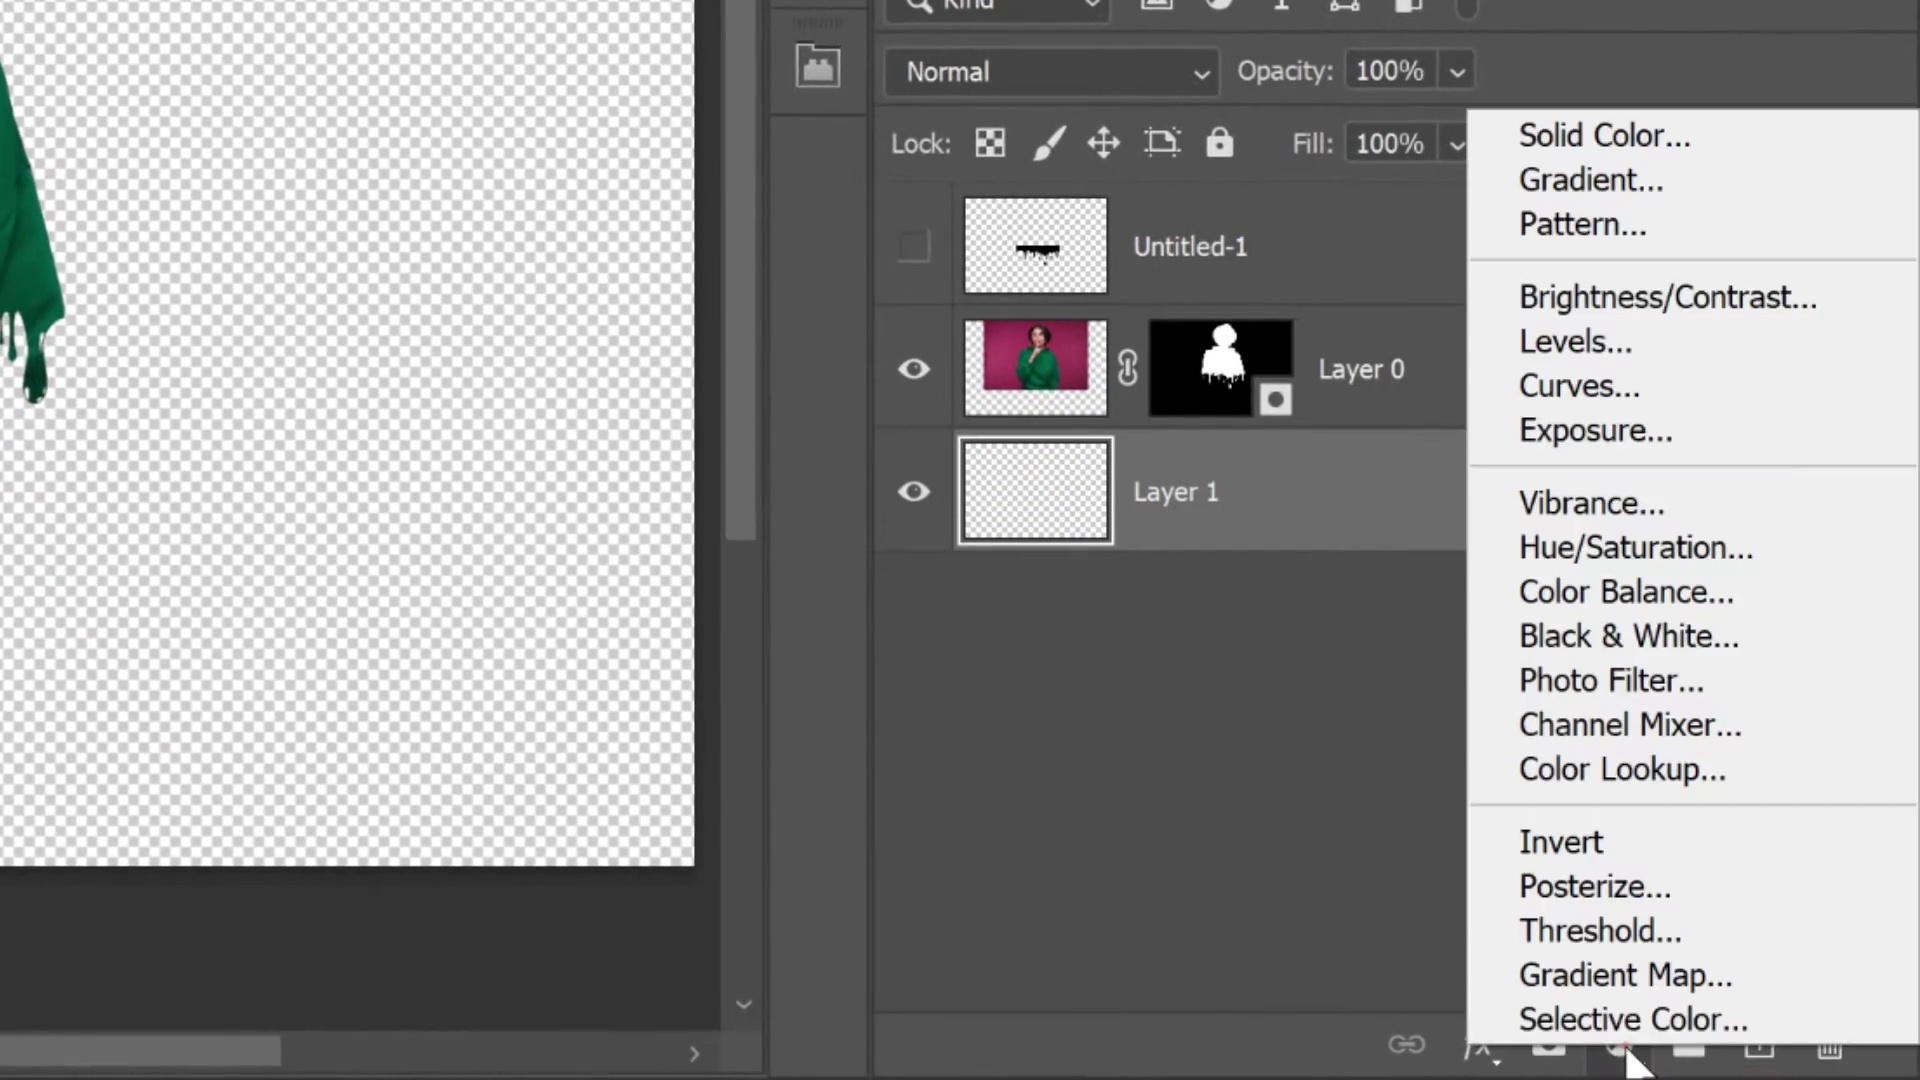 Kind
Normal
Opacity: 100%
Lock:
Fill: 100%
Untitled-1
Layer 0
Layer 1
Solid Color...
Gradient...
Pattern...
Brightness/Contrast...
Levels...
Curves...
Exposure...
Vibrance...
Hue/Saturation...
Color Balance...
Black & White...
Photo Filter...
Channel Mixer...
Color Lookup...
Invert
Posterize...
Threshold...
Gradient Map...
Selective Color...
fx